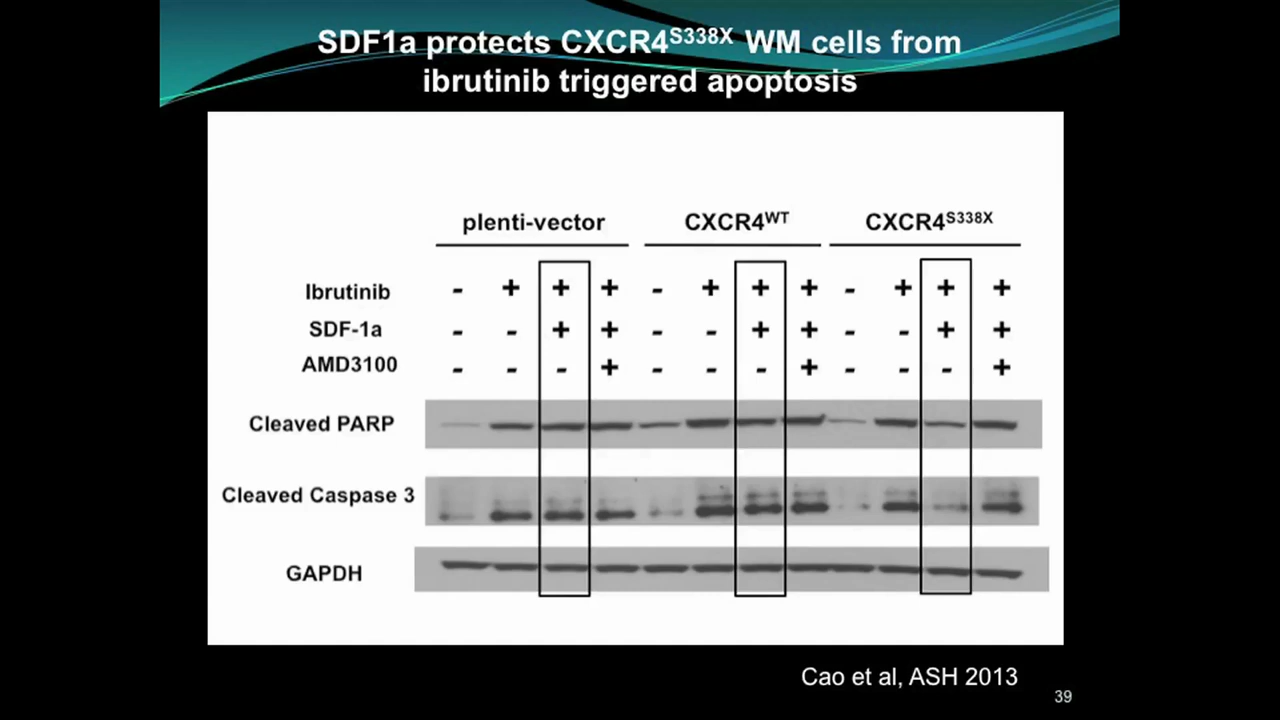 SDF1a protects CXCR4S338X WM cells from
ibrutinib triggered apoptosis
plenti-vector CXCR4WT CXCR4S338X
Ibrutinib - + + + - + + + - + + +
SDF-1a - - + + - - + + - - + +
AMD3100 - - - + - - - + - - - +
Cleaved PARP
Cleaved Caspase 3
GAPDH
Cao et al, ASH 2013
39